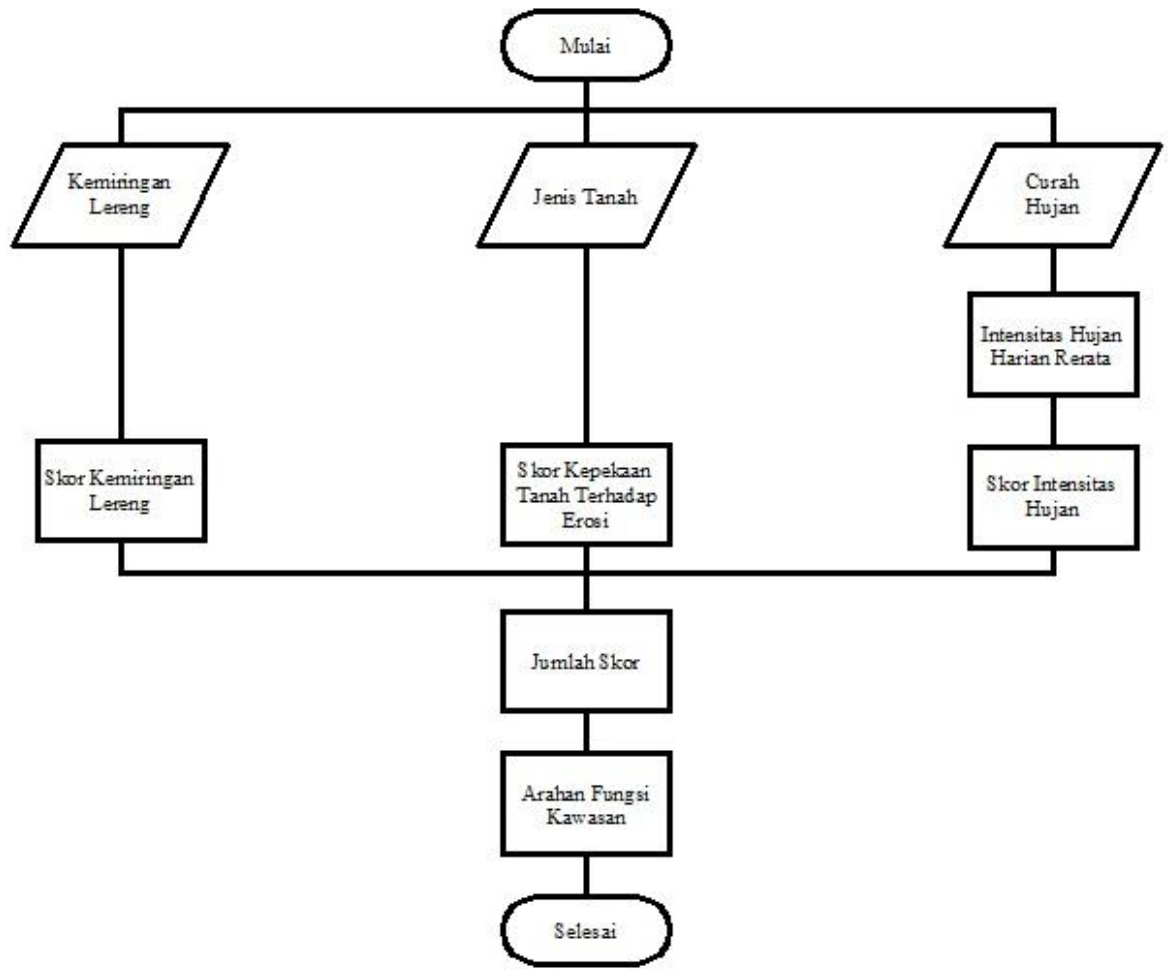 Mulai
Kemiringan
Lereng
Jenis Tanah
Curah
Hujan
Intensitas Hujan
Harian Rerata
Skor Kemiringan
Lereng
Skor Kepekaan
Tanah Terhadap
Erosi
Skor Intensitas
Hujan
Jumlah Skor
Arahan Fungsi
Kawasan
Selesai